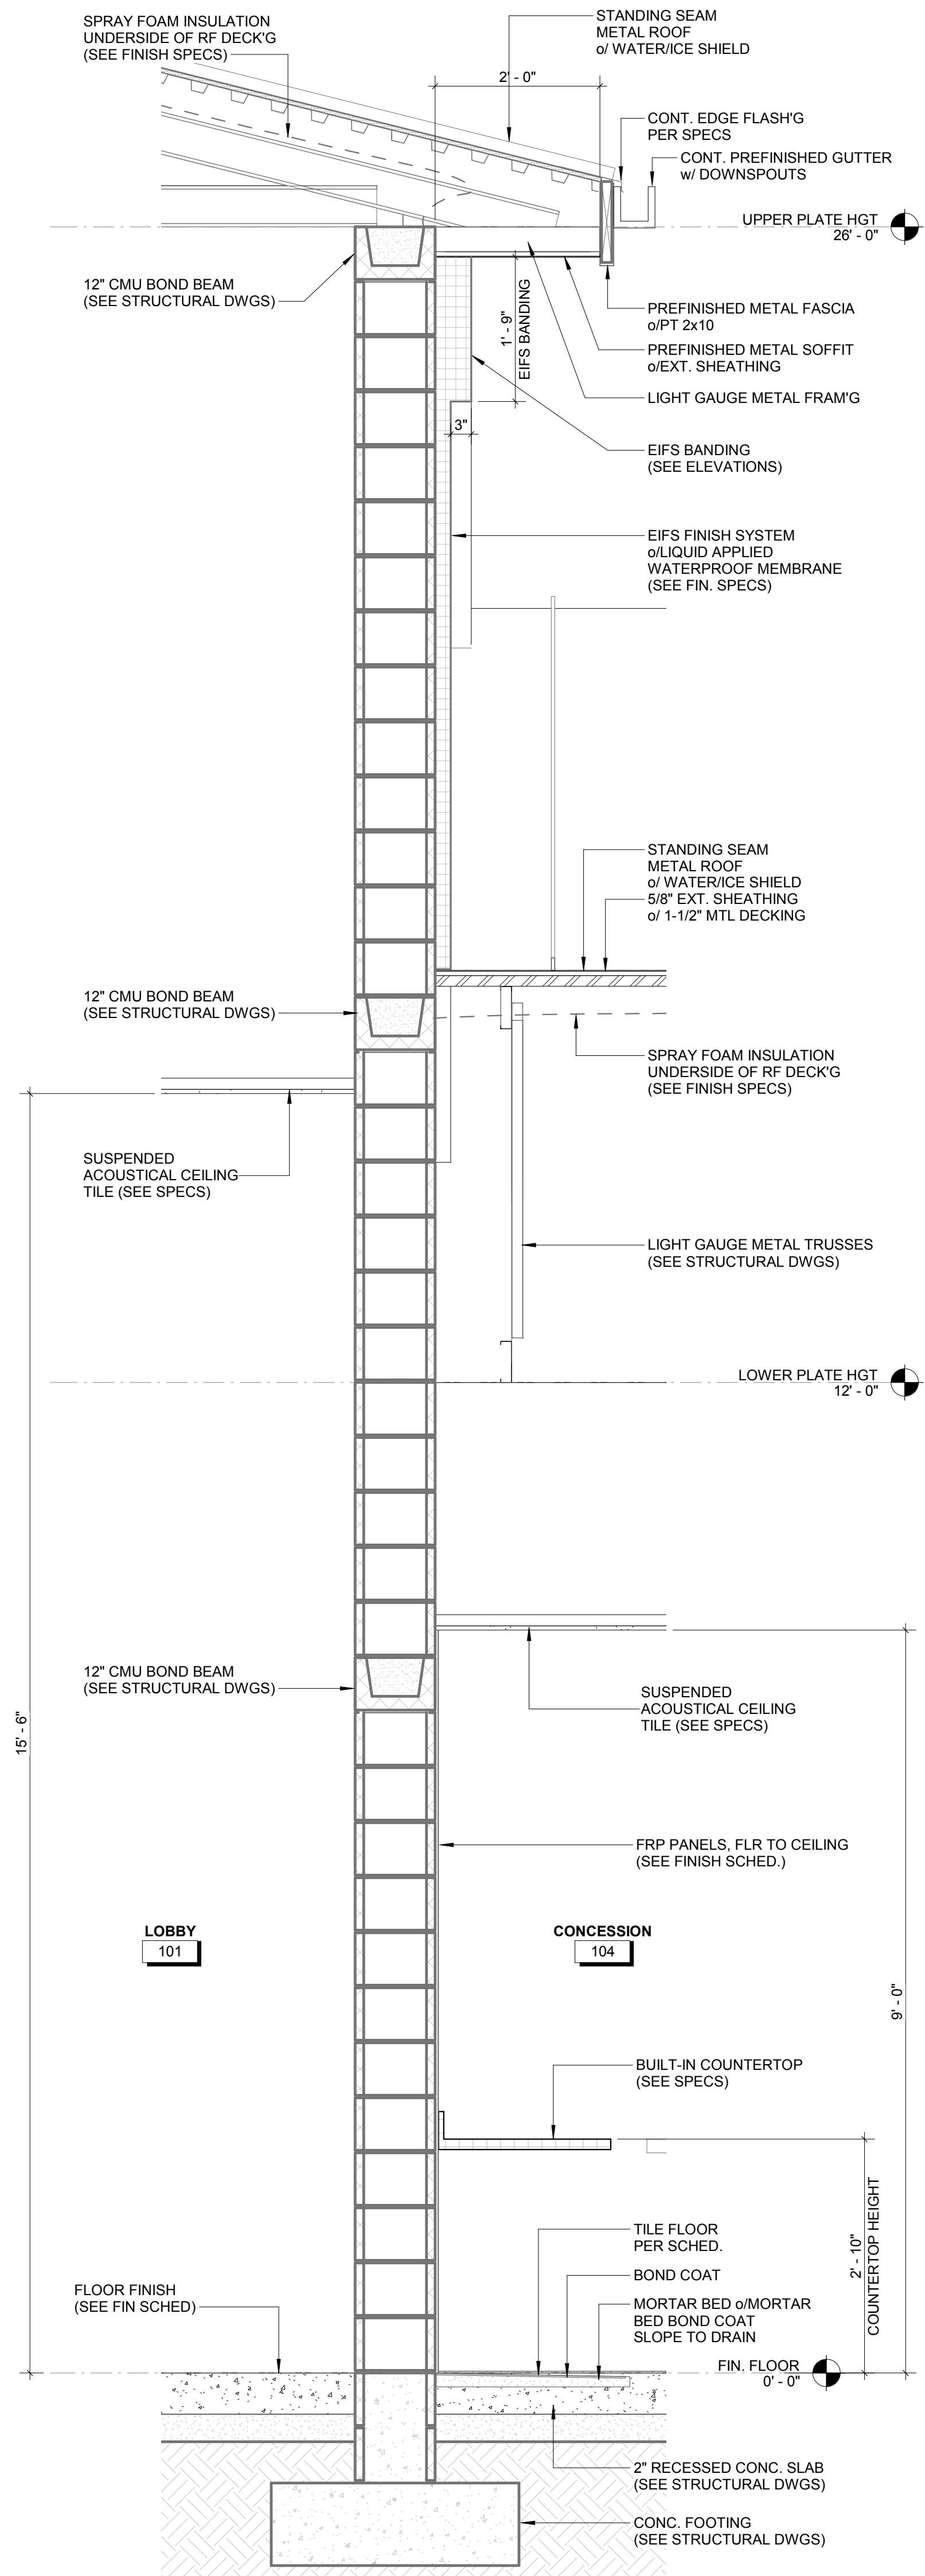 SPRAY FOAM INSULATION
UNDERSIDE OF RF DECK'G
(SEE FINISH SPECS)
STANDING SEAM
METAL ROOF
o/ WATER/ICE SHIELD
2' - 0"
CONT. EDGE FLASH'G
PER SPECS
CONT. PREFINISHED GUTTER
w/ DOWNSPOUTS
UPPER PLATE HGT
26' - 0"
12" CMU BOND BEAM
(SEE STRUCTURAL DWGS)
1' - 9"
EIFS BANDING
PREFINISHED METAL FASCIA
o/PT 2x10
PREFINISHED METAL SOFFIT
o/EXT. SHEATHING
LIGHT GAUGE METAL FRAM'G
3"
EIFS BANDING
(SEE ELEVATIONS)
EIFS FINISH SYSTEM
o/LIQUID APPLIED
WATERPROOF MEMBRANE
(SEE FIN. SPECS)
STANDING SEAM
METAL ROOF
o/ WATER/ICE SHIELD
5/8" EXT. SHEATHING
o/ 1-1/2" MTL DECKING
12" CMU BOND BEAM
(SEE STRUCTURAL DWGS)
SPRAY FOAM INSULATION
UNDERSIDE OF RF DECK'G
(SEE FINISH SPECS)
SUSPENDED
ACOUSTICAL CEILING
TILE (SEE SPECS)
LIGHT GAUGE METAL TRUSSES
(SEE STRUCTURAL DWGS)
LOWER PLATE HGT
12' - 0"
12" CMU BOND BEAM
(SEE STRUCTURAL DWGS)
SUSPENDED
ACOUSTICAL CEILING
TILE (SEE SPECS)
15' - 6"
FRP PANELS, FLR TO CEILING
(SEE FINISH SCHED.)
LOBBY
101
CONCESSION
104
9' - 0"
BUILT-IN COUNTERTOP
(SEE SPECS)
2' - 10"
COUNTERTOP HEIGHT
TILE FLOOR
PER SCHED.
BOND COAT
MORTAR BED o/MORTAR
BED BOND COAT
SLOPE TO DRAIN
FLOOR FINISH
(SEE FIN SCHED)
FIN. FLOOR
0' - 0"
2" RECESSED CONC. SLAB
(SEE STRUCTURAL DWGS)
CONC. FOOTING
(SEE STRUCTURAL DWGS)